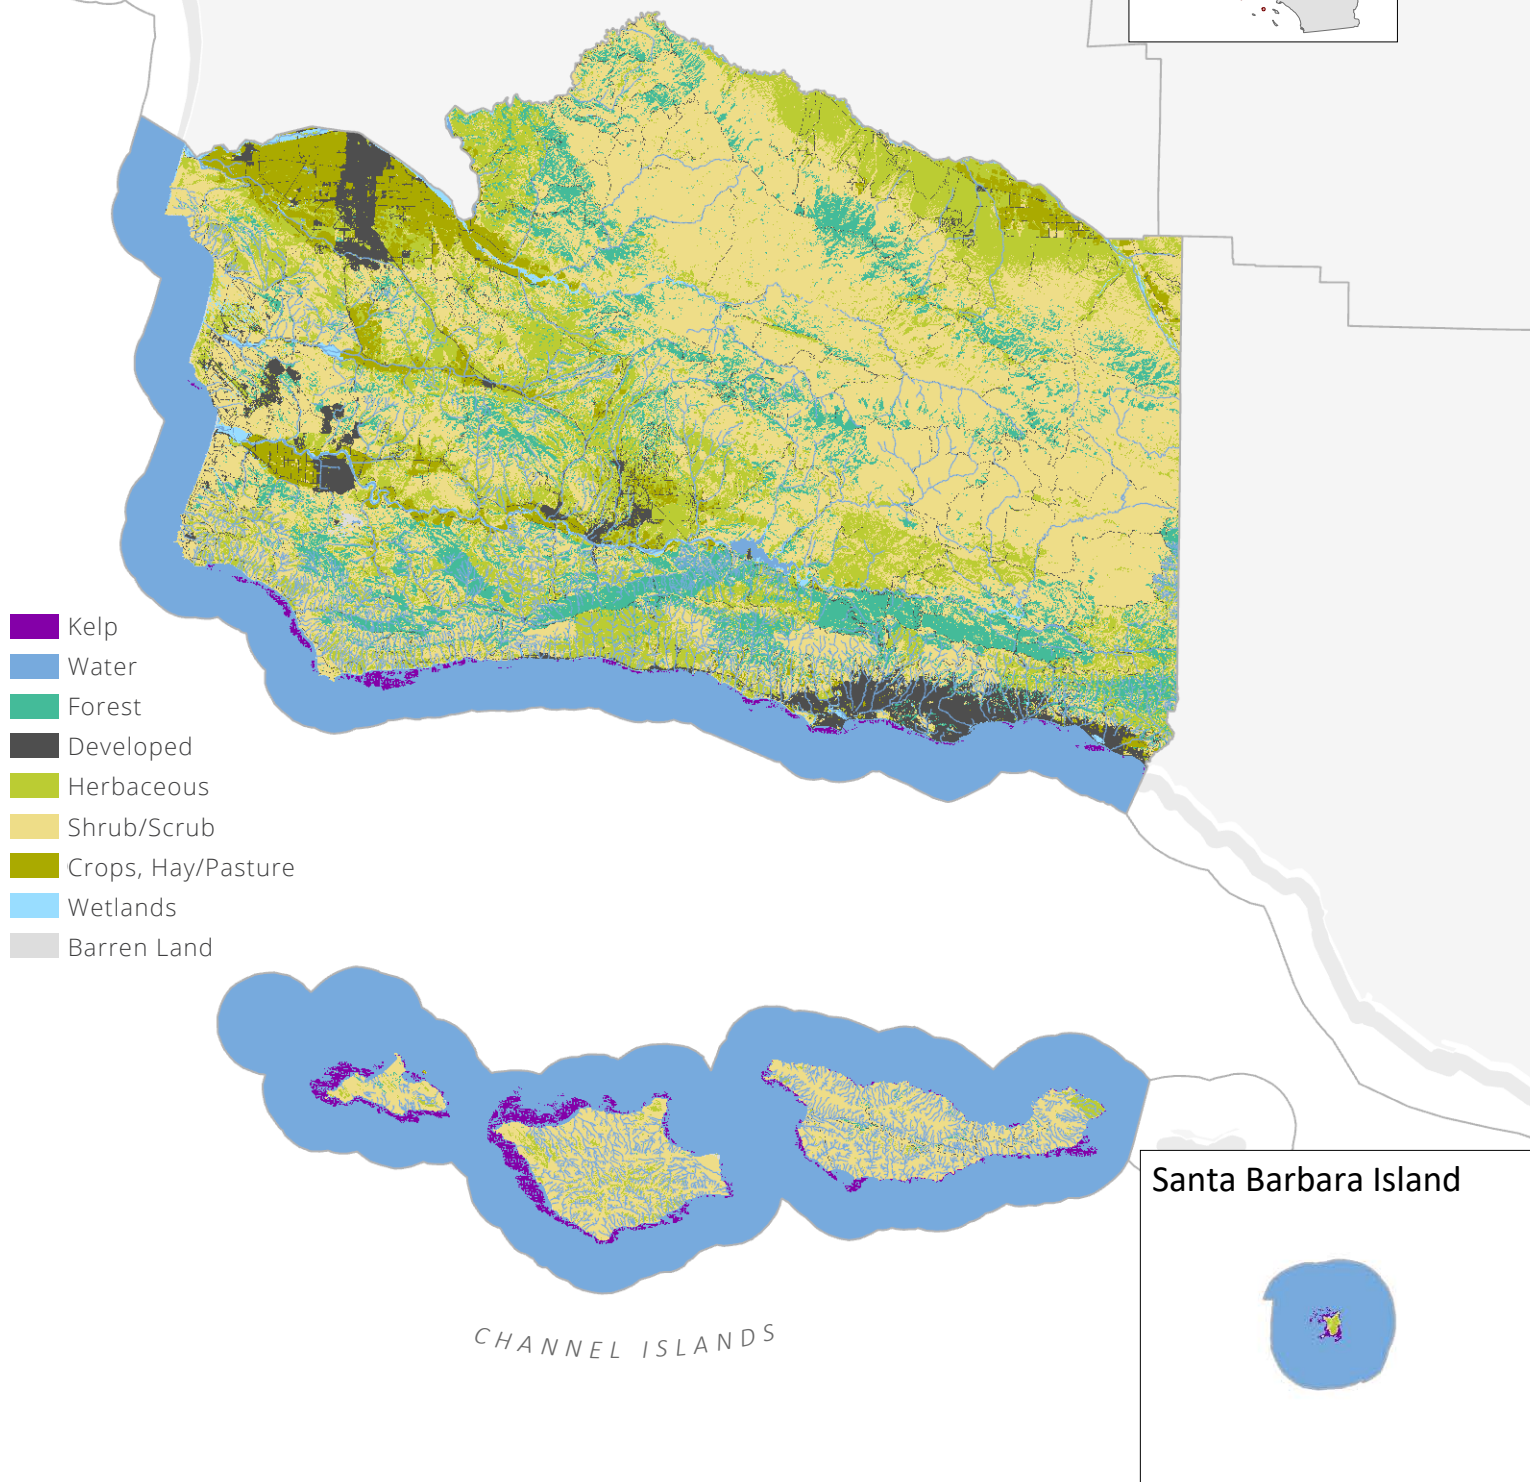 Kelp
Water
Forest
Developed
Herbaceous
Shrub/Scrub
Crops, Hay/Pasture
Wetlands
Barren Land
CHANNEL ISLANDS
Santa Barbara Island